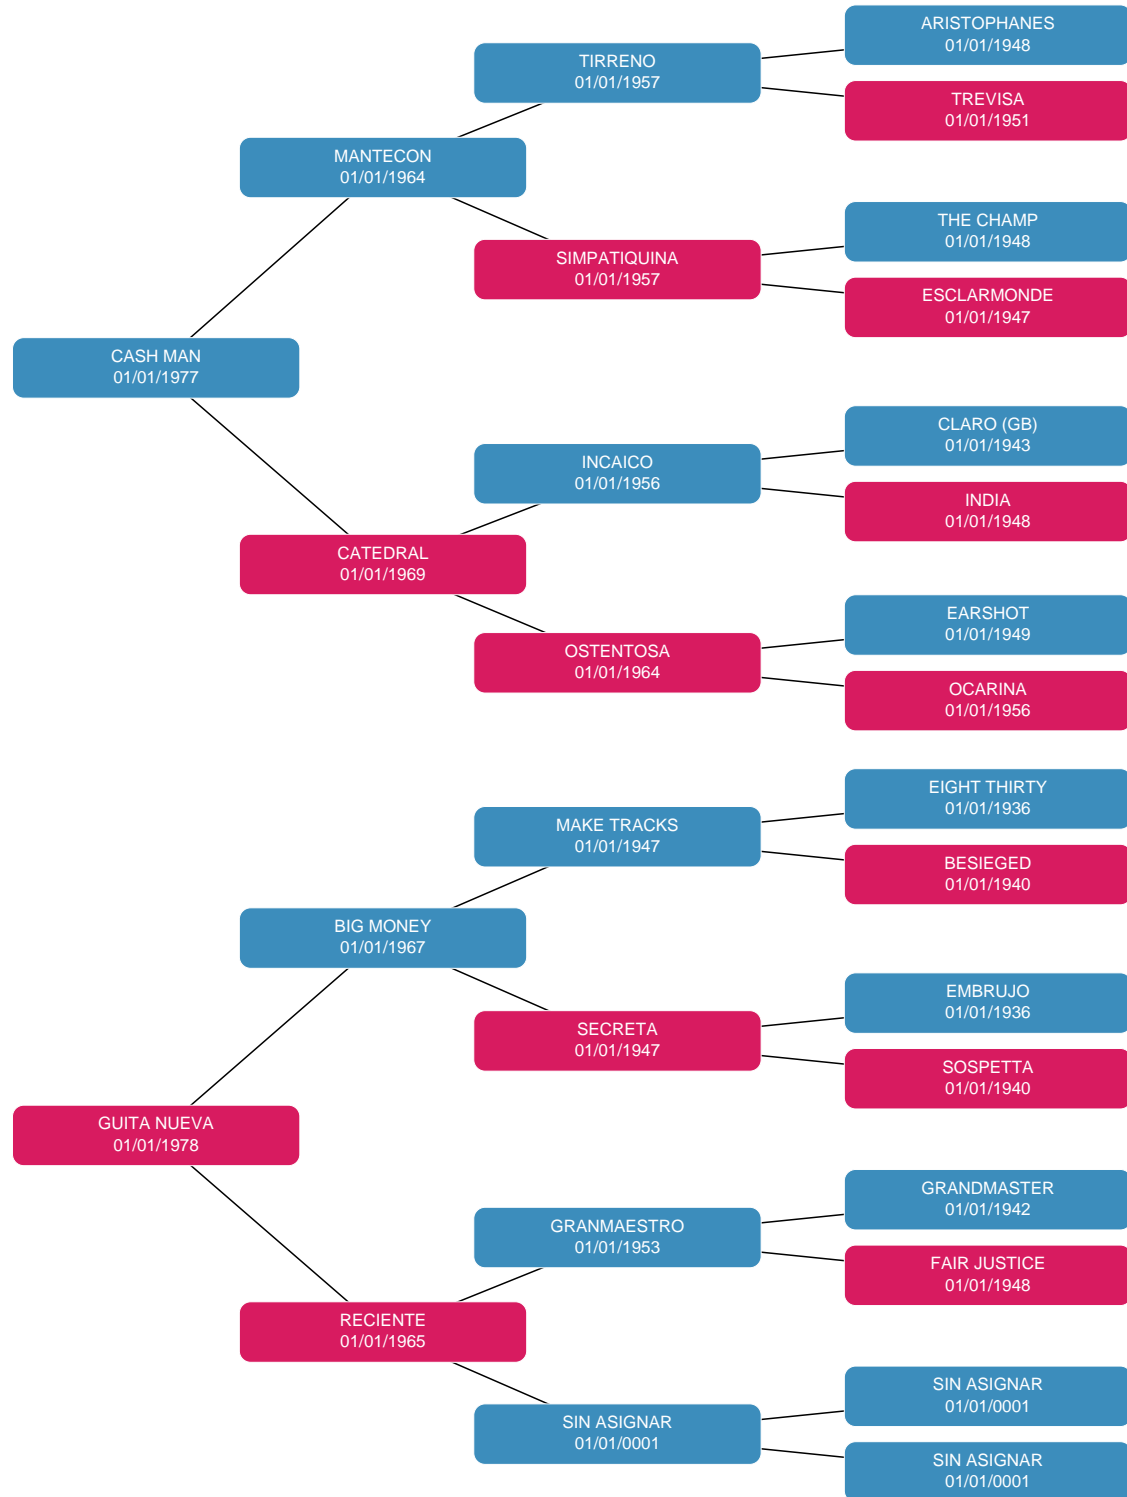 ARISTOPHANES
01/01/1948
TIRRENO
01/01/1957
TREVISA
01/01/1951
MANTECON
01/01/1964
THE CHAMP
01/01/1948
SIMPATIQUINA
01/01/1957
ESCLARMONDE
01/01/1947
CASH MAN
01/01/1977
CLARO (GB)
01/01/1943
INCAICO
01/01/1956
INDIA
01/01/1948
CATEDRAL
01/01/1969
EARSHOT
01/01/1949
OSTENTOSA
01/01/1964
OCARINA
01/01/1956
EIGHT THIRTY
01/01/1936
MAKE TRACKS
01/01/1947
BESIEGED
01/01/1940
BIG MONEY
01/01/1967
EMBRUJO
01/01/1936
SECRETA
01/01/1947
SOSPETTA
01/01/1940
GUITA NUEVA
01/01/1978
GRANDMASTER
01/01/1942
GRANMAESTRO
01/01/1953
FAIR JUSTICE
01/01/1948
RECIENTE
01/01/1965
SIN ASIGNAR
01/01/0001
SIN ASIGNAR
01/01/0001
SIN ASIGNAR
01/01/0001